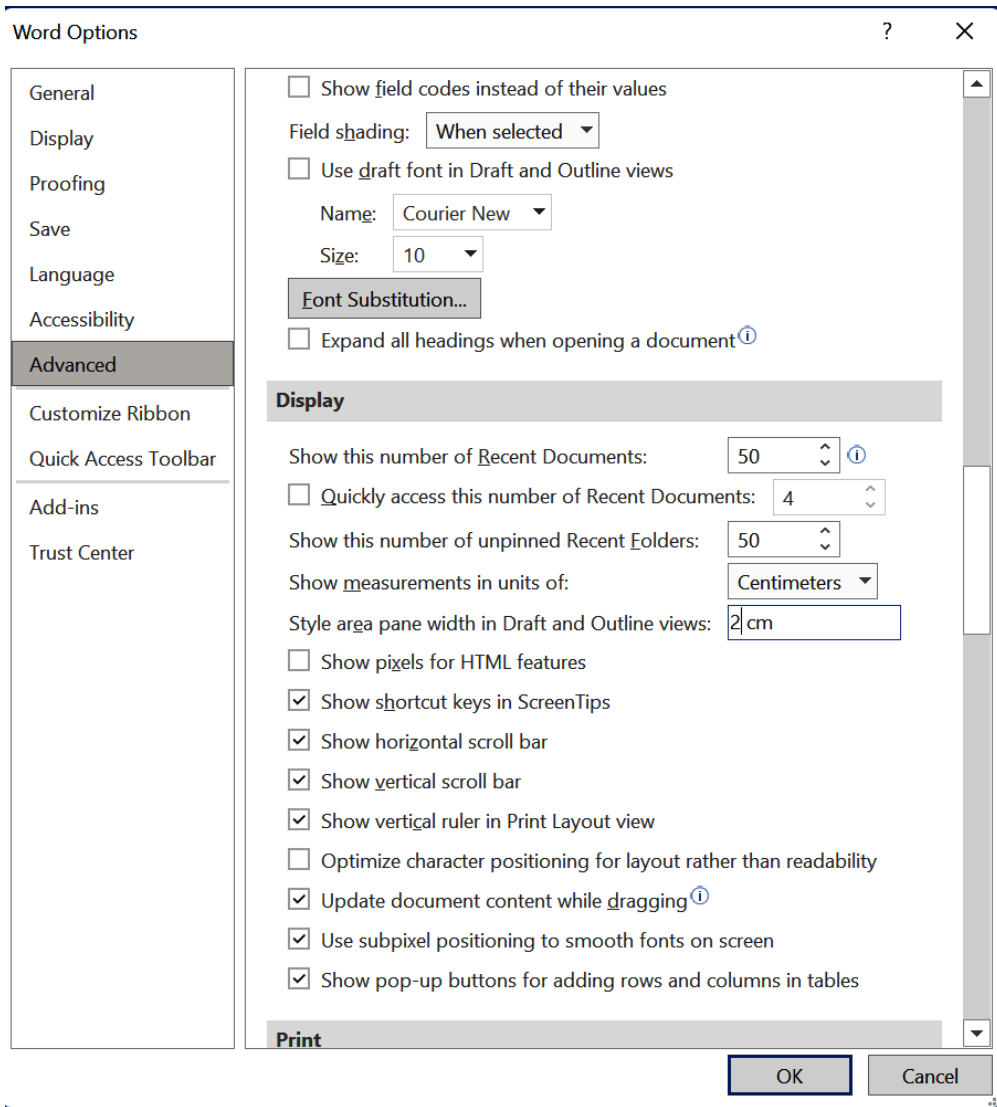 Word Options
?
General
Display
Proofing
Save
Language
Accessibility
Advanced
Customize Ribbon
Quick Access Toolbar
Add-ins
Trust Center
Show field codes instead of their values
Field shading: When selected
Use draft font in Draft and Outline views
Name: Courier New
Size: 10
Font Substitution...
Expand all headings when opening a document
Display
Show this number of Recent Documents: 50
Quickly access this number of Recent Documents: 4
Show this number of unpinned Recent Folders: 50
Show measurements in units of: Centimeters
Style area pane width in Draft and Outline views: 2 cm
Show pixels for HTML features
Show shortcut keys in ScreenTips
Show horizontal scroll bar
Show vertical scroll bar
Show vertical ruler in Print Layout view
Optimize character positioning for layout rather than readability
Update document content while dragging
Use subpixel positioning to smooth fonts on screen
Show pop-up buttons for adding rows and columns in tables
Print
OK Cancel